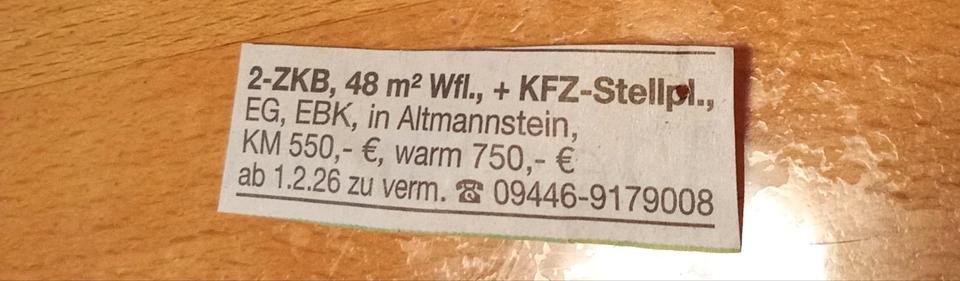 2-ZKB, 48 m² Wfl., + KFZ-Stellpl.,
EG, EBK, in Altmannstein,
KM 550,- €, warm 750,- €
ab 1.2.26 zu verm. ☎ 09446-9179008